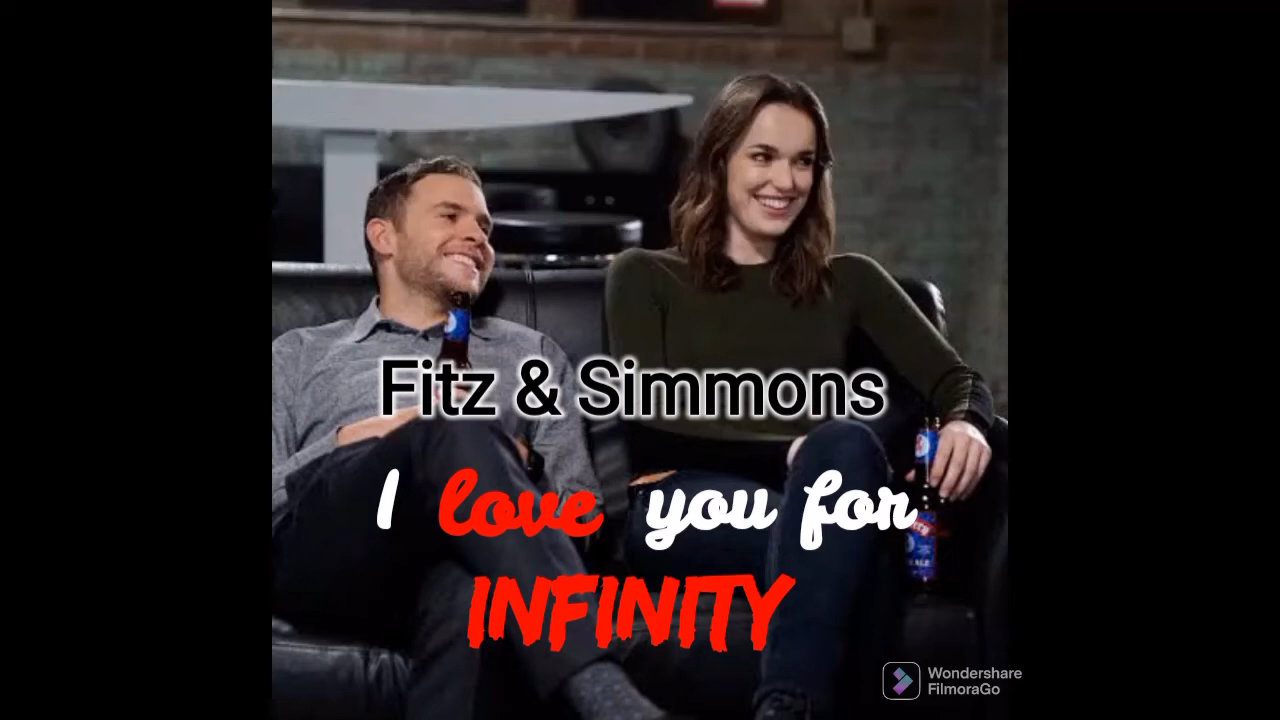 Fitz & Simmons
I love you for
INFINITY
Wondershare
FilmoraGo